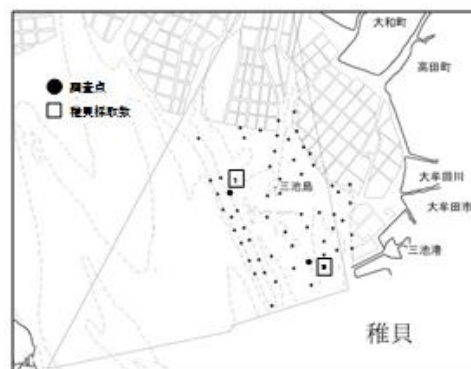 大和町
高田町
● 調査点
□ 稚貝採取数
大牟田川
三池島
大牟田市
三池港
稚貝